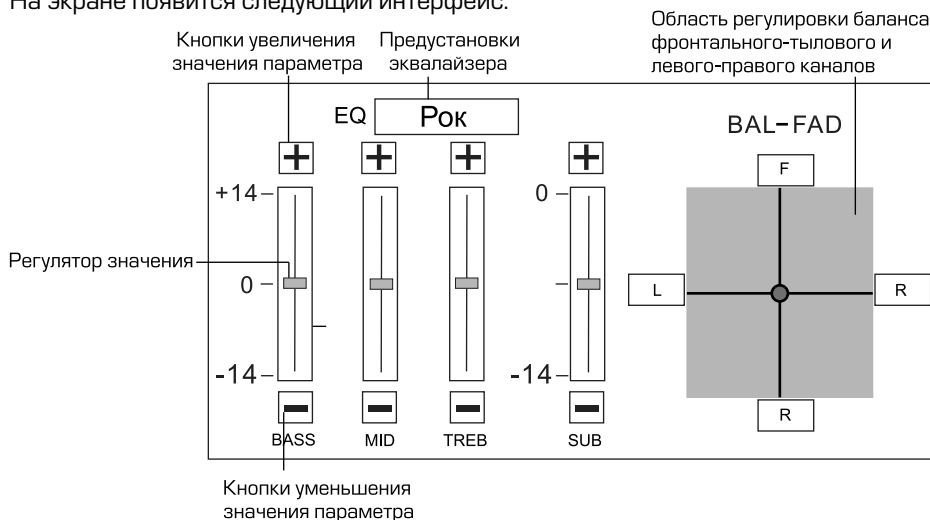 На экране появится следующий интерфейс:
Кнопки увеличения
значения параметра
Предустановки
эквалайзера
Область регулировки баланса
фронтального-тылового и
левого-правого каналов
EQ
Рок
BAL-FAD
F
+14
0
Регулятор значения
0
L
R
-14
-14
R
BASS
MID
TREB
SUB
Кнопки уменьшения
значения параметра